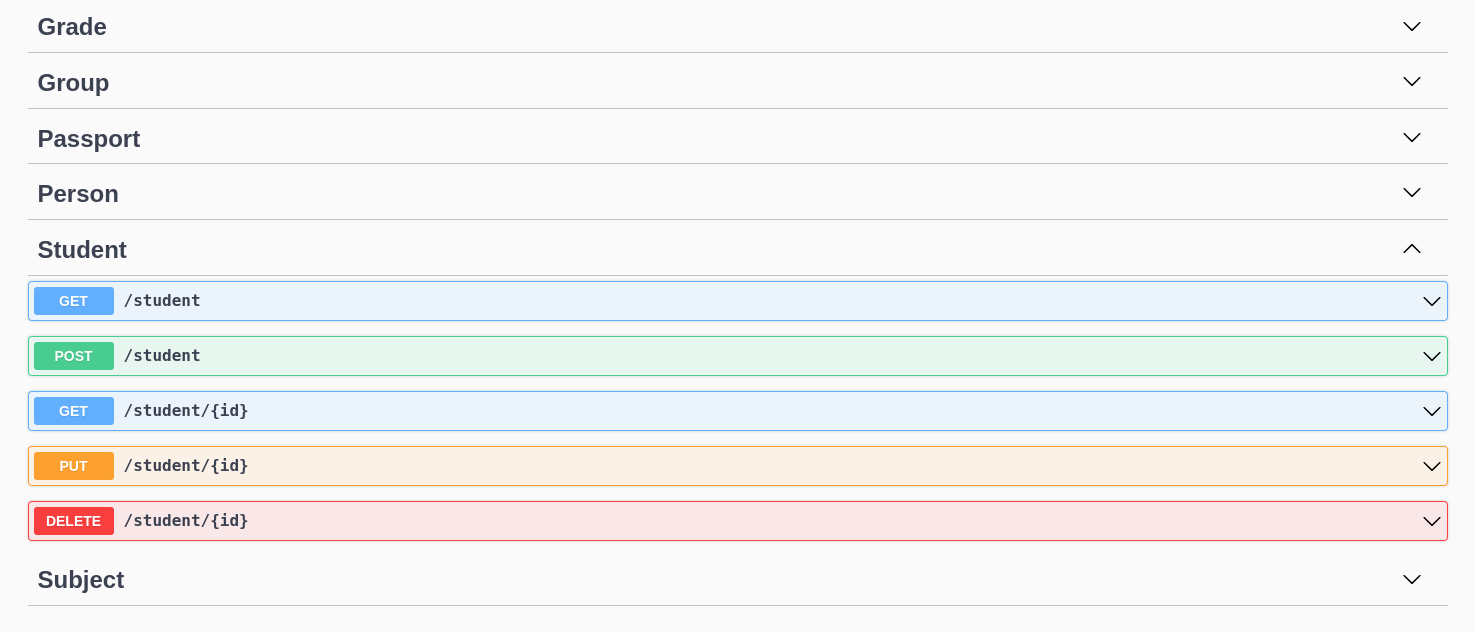 Grade
Group
Passport
Person
Student
GET /student
POST /student
GET /student/{id}
PUT /student/{id}
DELETE /student/{id}
Subject